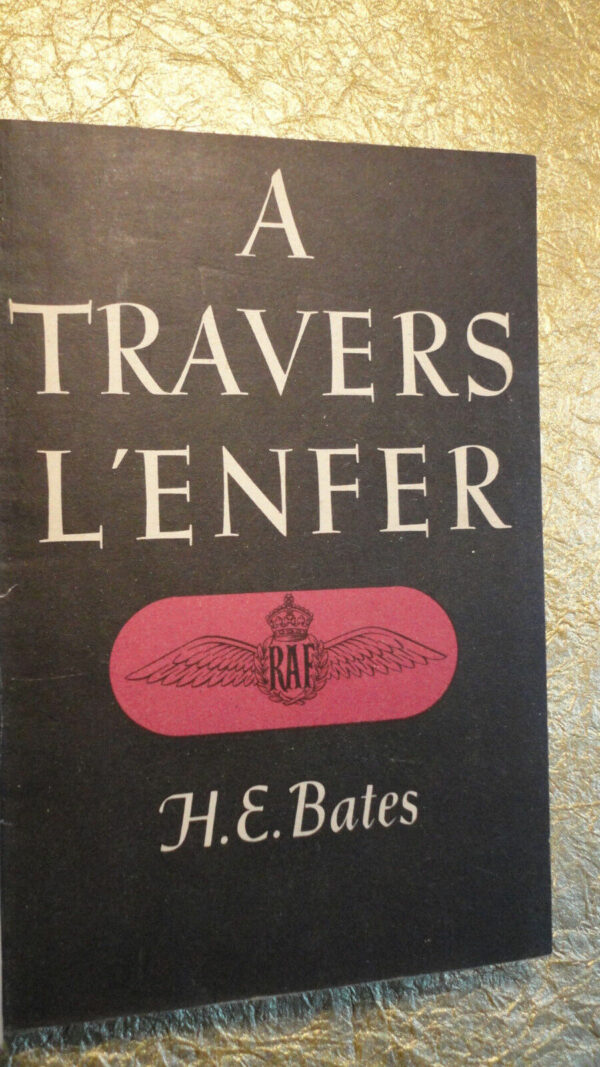 A
TRAVERS
L'ENFER
RAF
H.E. Bates